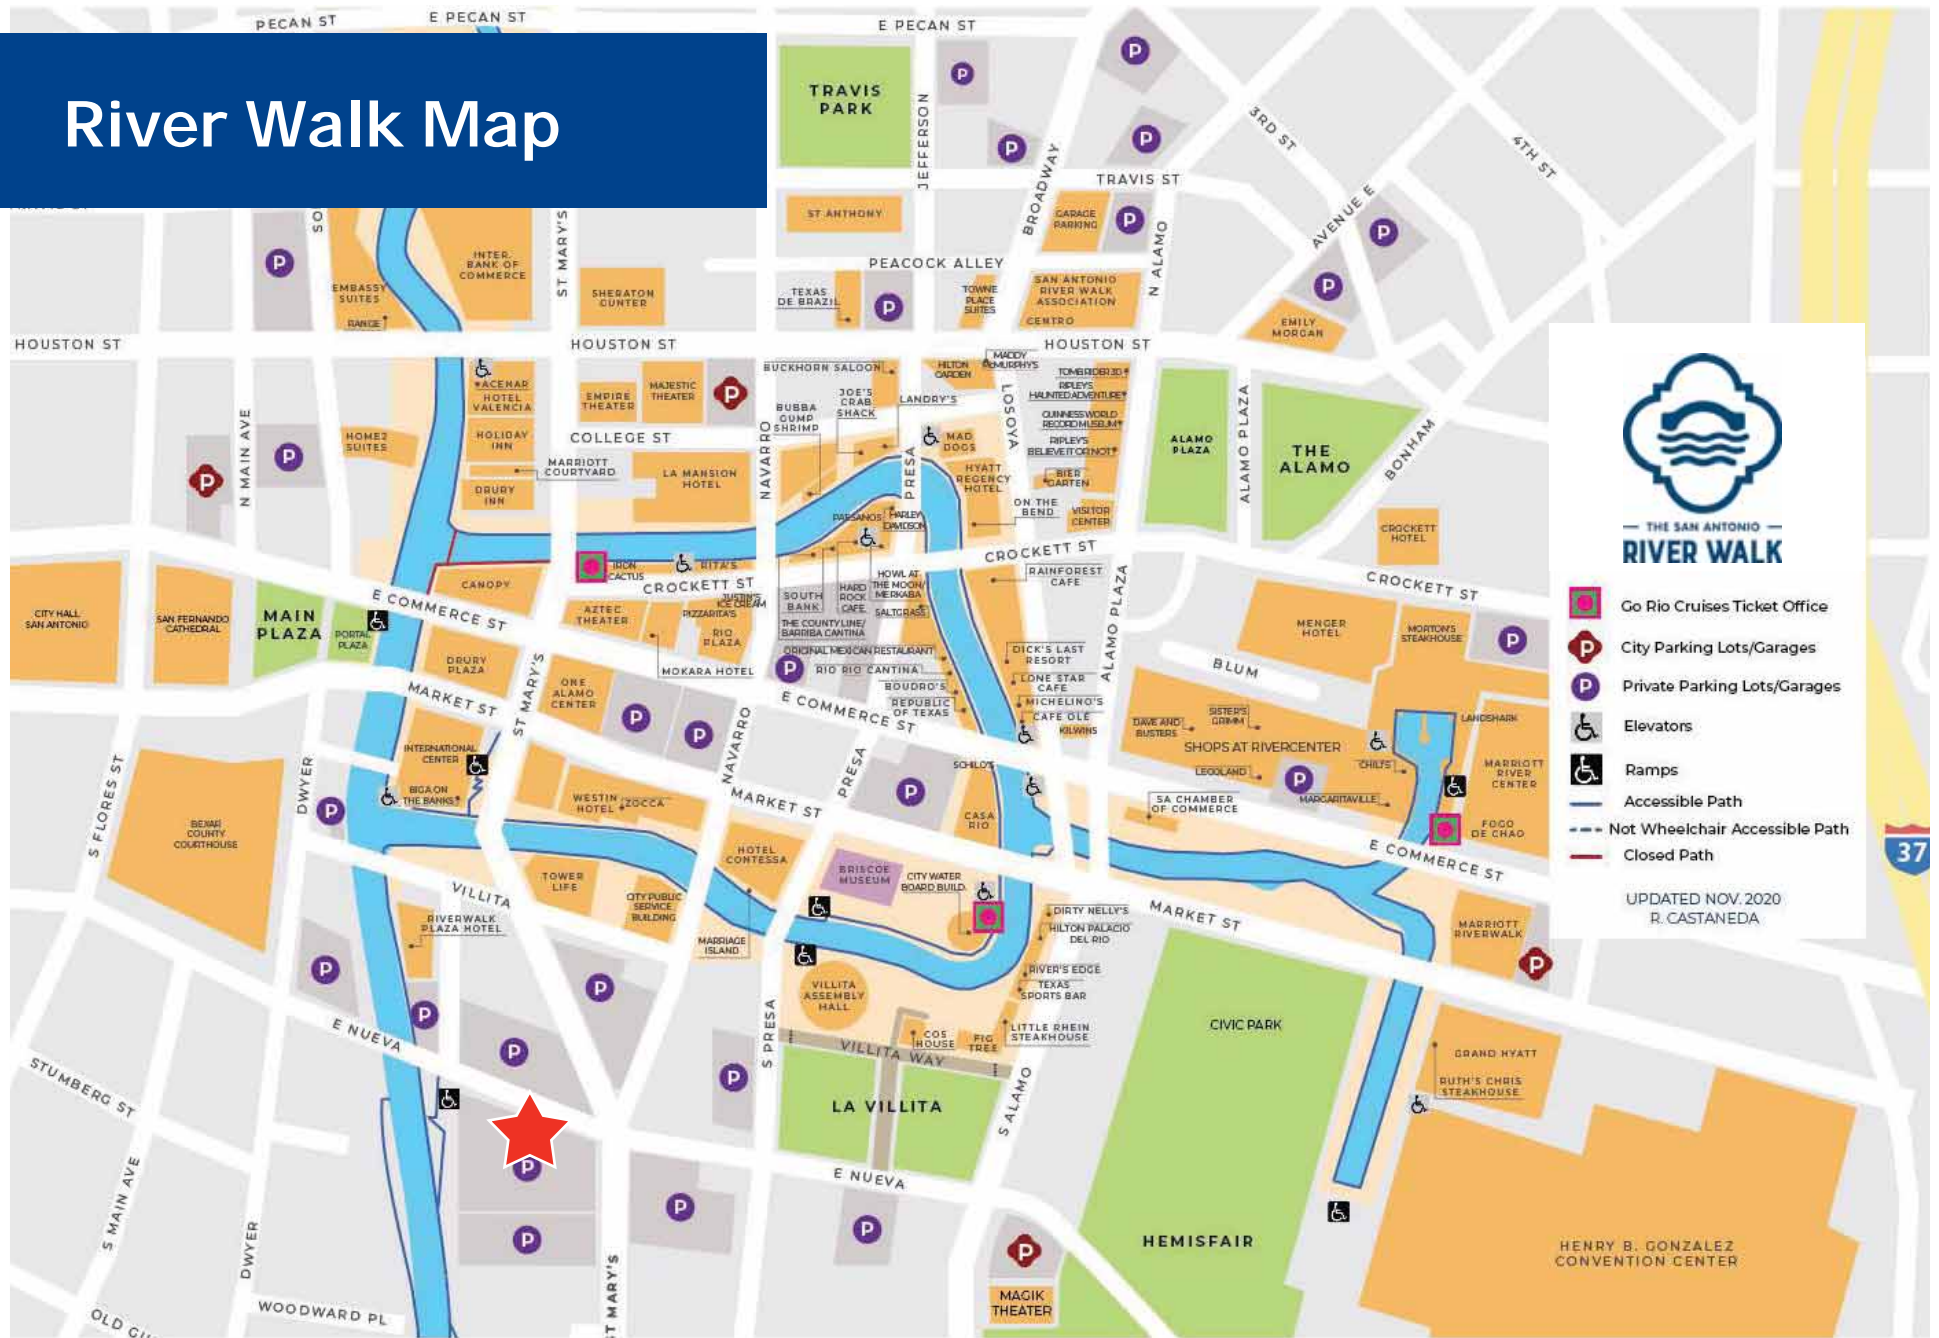 PECAN ST
E PECAN ST
E PECAN ST
River Walk Map
TRAVIS
PARK
JEFFERSON
BROADWAY
3RD ST
4TH ST
TRAVIS ST
AVENUE E
ST ANTHONY
GARAGE
PARKING
N ALAMO
SO
ST MARY'S
INTER.
BANK OF
COMMERCE
EMBASSY
SUITES
RANGE
SHERATON
GUNTER
PEACOCK ALLEY
TEXAS
DE BRAZIL
TOWNE
PLACE
SUITES
SAN ANTONIO
RIVER WALK
ASSOCIATION
CENTRO
EMILY
MORGAN
HOUSTON ST
HOUSTON ST
HOUSTON ST
ACENAR
HOTEL
VALENCIA
EMPIRE
THEATER
MAJESTIC
THEATER
BUCKHORN SALOON
JOE'S
CRAB
SHACK
LANDRY'S
BUBBA
GUMP
SHRIMP
HILTON
GARDEN
MADDY
McMURPHYS
LOSOYA
TOMB RIDER 3D
RIPLEYS
HAUNTED ADVENTURE
GUINNESS WORLD
RECORD MUSEUM
RIPLEY'S
BELIEVE IT OR NOT
ALAMO
PLAZA
ALAMO PLAZA
THE
ALAMO
BONHAM
N MAIN AVE
HOME2
SUITES
HOLIDAY
INN
COLLEGE ST
MARRIOTT
COURTYARD
DRURY
INN
LA MANSION
HOTEL
NAVARRO
PRESA
MAD
DOGS
HYATT
REGENCY
HOTEL
BIER
GARTEN
ON THE
BEND
VISITOR
CENTER
PAESANOS
HARLEY
DAVIDSON
CROCKETT
HOTEL
CROCKETT ST
CROCKETT ST
CROCKETT ST
IRON
CACTUS
RITA'S
CANOPY
E COMMERCE ST
JUSTIN'S
ICE CREAM
AZTEC
THEATER
PIZZARITA'S
RIO
PLAZA
MOKARA HOTEL
SOUTH
BANK
HARD
ROCK
CAFE
HOWL AT
THE MOON/
MERKABA
SALTGRASS
THE COUNTY LINE/
BARRIBA CANTINA
ORIGINAL MEXICAN RESTAURANT
RIO RIO CANTINA
BOUDRO'S
REPUBLIC
OF TEXAS
RAINFOREST
CAFE
ALAMO PLAZA
DICK'S LAST
RESORT
LONE STAR
CAFE
MICHELINO'S
CAFE OLE
KILWINS
CITY HALL
SAN ANTONIO
SAN FERNANDO
CATHEDRAL
MAIN
PLAZA
PORTAL
PLAZA
DRURY
PLAZA
MARKET ST
ST MARY'S
ONE
ALAMO
CENTER
E COMMERCE ST
MENGER
HOTEL
MORTON'S
STEAKHOUSE
BLUM
DAVE AND
BUSTERS
SISTER'S
GRIMM
SHOPS AT RIVERCENTER
LEGOLAND
CHILI'S
MARGARITAVILLE
LANDSHARK
MARRIOTT
RIVER
CENTER
FOGO
DE CHAO
SA CHAMBER
OF COMMERCE
E COMMERCE ST
S FLORES ST
DWYER
BEXAR
COUNTY
COURTHOUSE
INTERNATIONAL
CENTER
BIGA ON
THE BANKS
WESTIN
HOTEL
ZOCCA
NAVARRO
MARKET ST
PRESA
SCHILO'S
CASA
RIO
HOTEL
CONTESSA
BRISCOE
MUSEUM
CITY WATER
BOARD BUILD.
VILLITA
TOWER
LIFE
CITY PUBLIC
SERVICE
BUILDING
RIVERWALK
PLAZA HOTEL
MARRIAGE
ISLAND
DIRTY NELLY'S
HILTON PALACIO
DEL RIO
RIVER'S EDGE
TEXAS
SPORTS BAR
LITTLE RHEIN
STEAKHOUSE
MARKET ST
MARRIOTT
RIVERWALK
VILLITA
ASSEMBLY
HALL
COS
HOUSE
FIG
TREE
VILLITA WAY
LA VILLITA
S PRESA
S ALAMO
CIVIC PARK
GRAND HYATT
RUTH'S CHRIS
STEAKHOUSE
E NUEVA
STUMBERG ST
E NUEVA
S MAIN AVE
DWYER
WOODWARD PL
ST MARY'S
MAGIK
THEATER
HEMISFAIR
HENRY B. GONZALEZ
CONVENTION CENTER
THE SAN ANTONIO
RIVER WALK
Go Rio Cruises Ticket Office
P City Parking Lots/Garages
P Private Parking Lots/Garages
Elevators
Ramps
Accessible Path
Not Wheelchair Accessible Path
Closed Path
UPDATED NOV. 2020
R. CASTANEDA
37